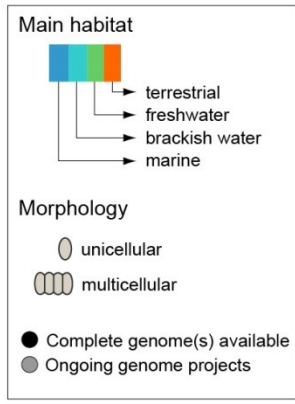 Main habitat
terrestrial
freshwater
brackish water
marine
Morphology
unicellular
multicellular
Complete genome(s) available
Ongoing genome projects